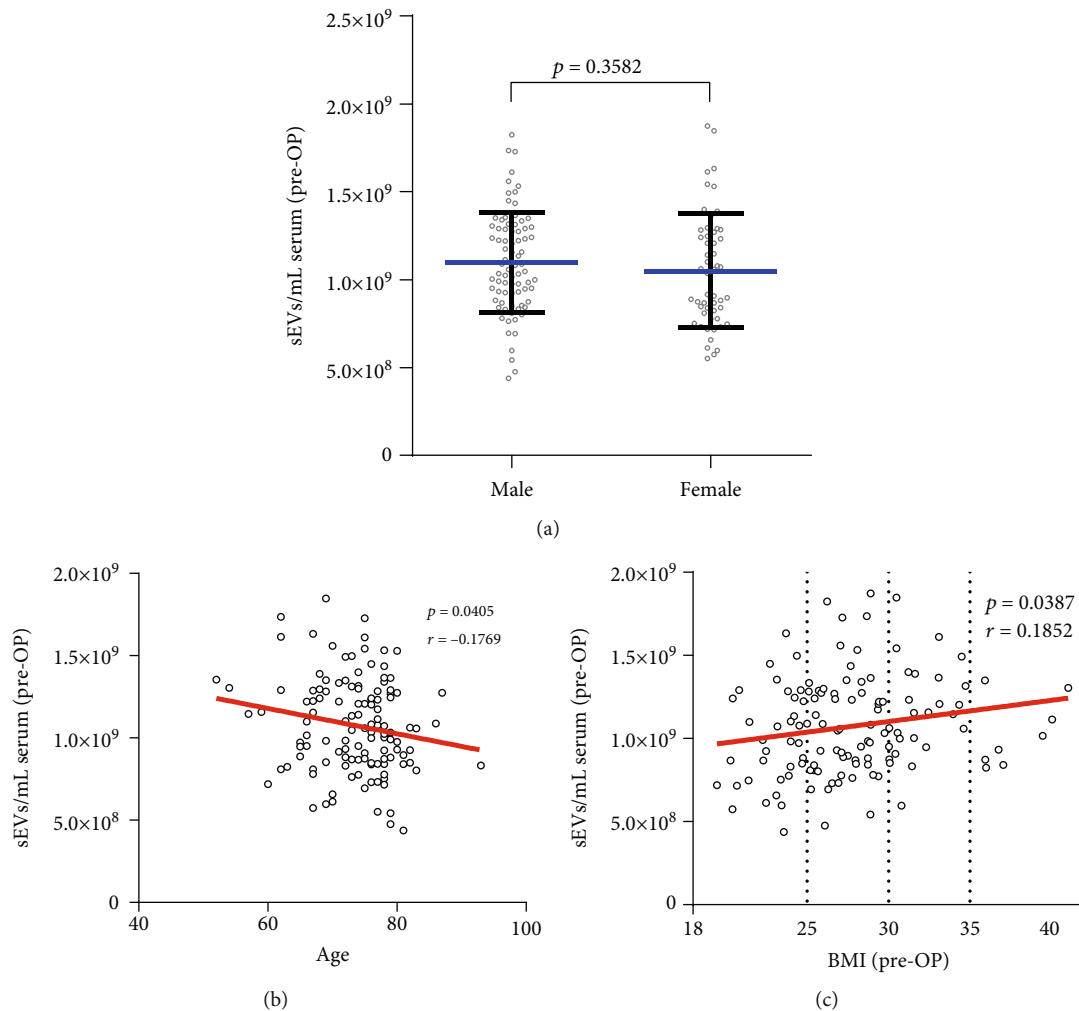 2.5×10⁹
p = 0.3582
2.0×10⁹
1.5×10⁹
1.0×10⁹
5.0×10⁸
0
sEVs/mL serum (pre-OP)
Male Female
(a)
2.0×10⁹
p = 0.0405
r = –0.1769
1.5×10⁹
1.0×10⁹
5.0×10⁸
0
sEVs/mL serum (pre-OP)
40 60 80 100
Age
(b)
2.0×10⁹
p = 0.0387
r = 0.1852
1.5×10⁹
1.0×10⁹
5.0×10⁸
0
sEVs/mL serum (pre-OP)
18 25 30 35 40
BMI (pre-OP)
(c)